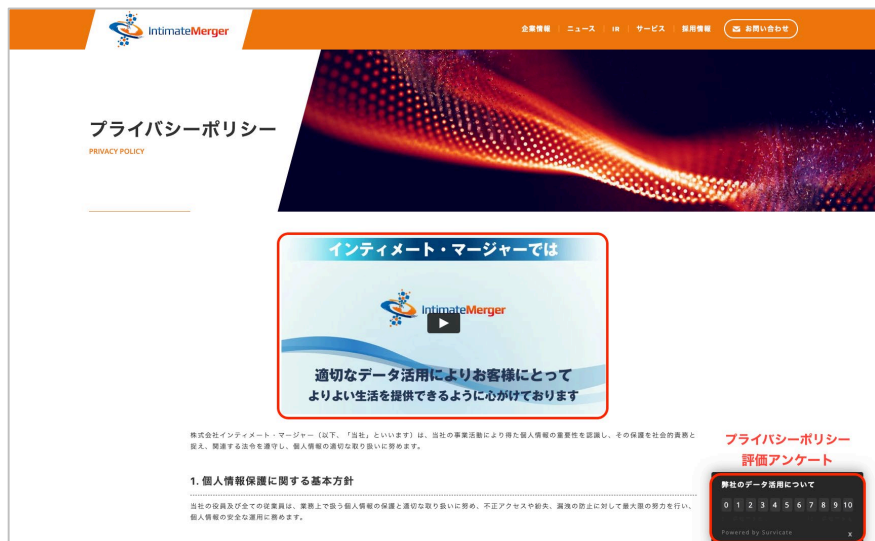 IntimateMerger
企業情報 | ニュース | IR | サービス | 採用情報 お問い合わせ
プライバシーポリシー
PRIVACY POLICY
インティメート・マージャーでは
IntimateMerger
適切なデータ活用によりお客様にとって
よりよい生活を提供できるように心がけております
株式会社インティメート・マージャー（以下、「当社」といいます）は、当社の事業活動により得た個人情報の重要性を認識し、その保護を社会的責務と
捉え、関連する法令を遵守し、個人情報の適切な取り扱いに努めます。
プライバシーポリシー
評価アンケート
1. 個人情報保護に関する基本方針
当社の役員及び全ての従業員は、業務上で扱う個人情報の保護と適切な取り扱いに努め、不正アクセスや紛失、漏洩の防止に対して最大限の努力を行い、
個人情報の安全な運用に務めます。
弊社のデータ活用について
0 1 2 3 4 5 6 7 8 9 10
Powered by Survicate x